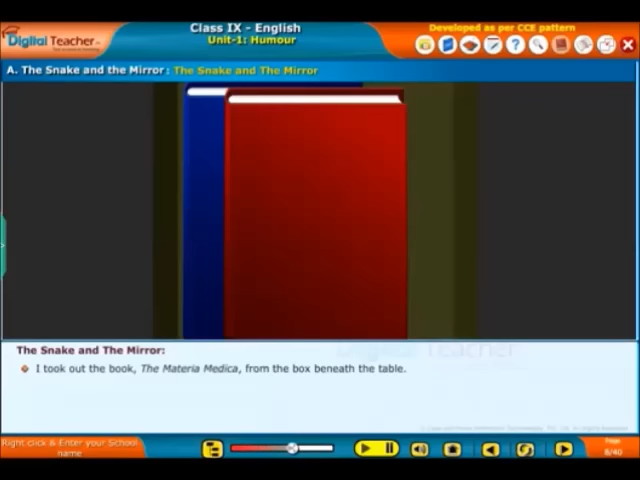 Class IX - English
Unit-1: Humour
Developed as per CCE pattern
Digital Teacher
A. The Snake and the Mirror: The Snake and The Mirror
The Snake and The Mirror:
I took out the book, The Materia Medica, from the box beneath the table.
Right click & Enter your School
name
Page
8/40